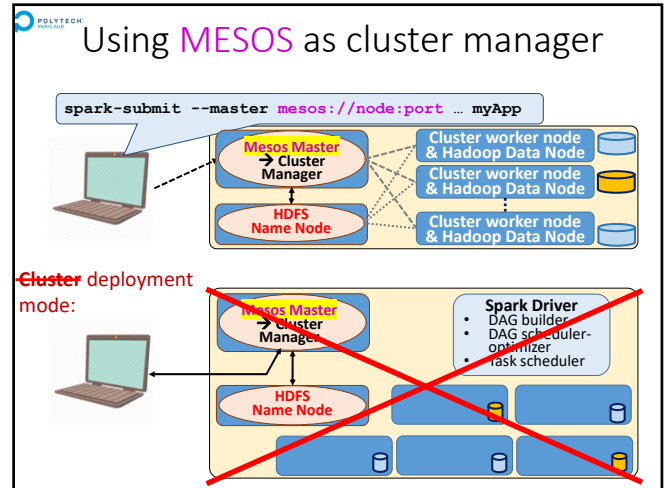 POLYTECH
PARIS-SUD
Using MESOS as cluster manager
spark-submit --master mesos://node:port … myApp
Mesos Master
→ Cluster
Manager
HDFS
Name Node
Cluster worker node
& Hadoop Data Node
Cluster worker node
& Hadoop Data Node
Cluster worker node
& Hadoop Data Node
Cluster deployment
mode:
Mesos Master
→ Cluster
Manager
HDFS
Name Node
Spark Driver
• DAG builder
• DAG scheduler-
optimizer
• Task scheduler